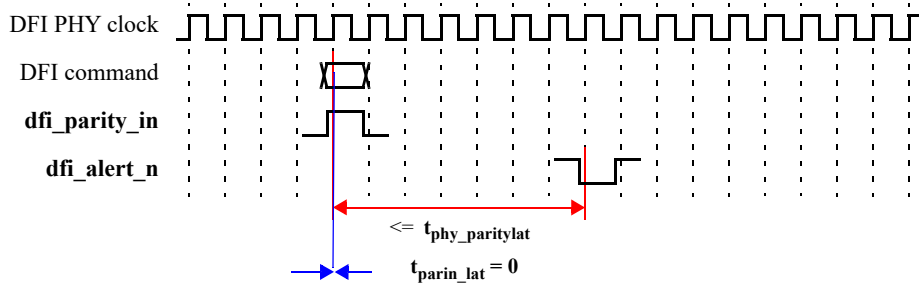 DFI PHY clock
DFI command
dfi_parity_in
dfi_alert_n
<= tphy_paritylat
tparin_lat = 0